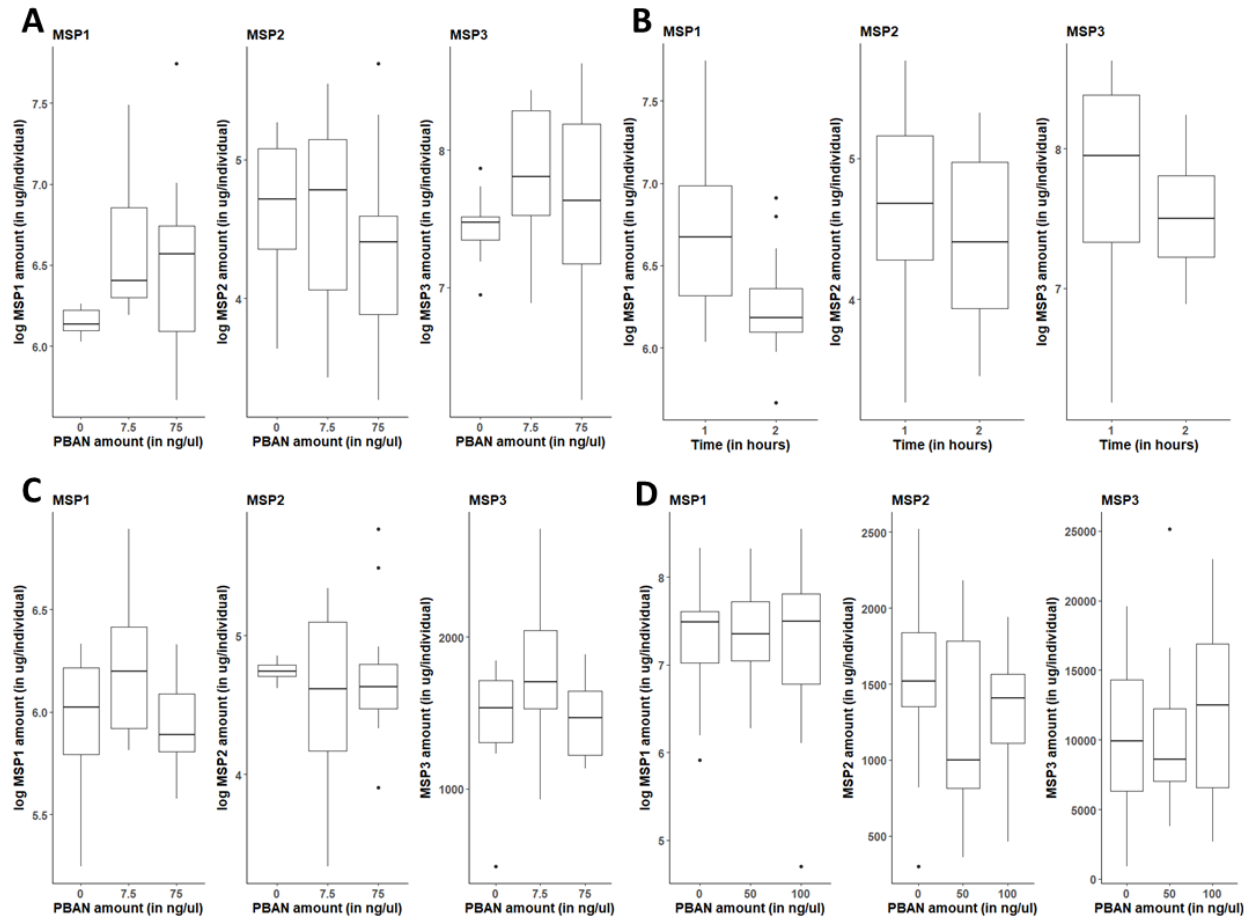 A
MSP1
MSP2
MSP3
log MSP1 amount (in ug/individual)
7.5
7.0
6.5
6.0
0
7.5
75
PBAN amount (in ng/ul)
log MSP2 amount (in ug/individual)
5
4
0
7.5
75
PBAN amount (in ng/ul)
log MSP3 amount (in ug/individual)
8
7
0
7.5
75
PBAN amount (in ng/ul)
B
MSP1
MSP2
MSP3
log MSP1 amount (in ug/individual)
7.5
7.0
6.5
6.0
1
2
Time (in hours)
log MSP2 amount (in ug/individual)
5
4
1
2
Time (in hours)
log MSP3 amount (in ug/individual)
8
7
1
2
Time (in hours)
C
MSP1
MSP2
MSP3
log MSP1 amount (in ug/individual)
6.5
6.0
5.5
0
7.5
75
PBAN amount (in ng/ul)
log MSP2 amount (in ug/individual)
5
4
0
7.5
75
PBAN amount (in ng/ul)
MSP3 amount (in ug/individual)
2000
1000
0
7.5
75
PBAN amount (in ng/ul)
D
MSP1
MSP2
MSP3
log MSP1 amount (in ug/individual)
8
7
6
5
0
50
100
PBAN amount (in ng/ul)
MSP2 amount (in ug/individual)
2500
2000
1500
1000
500
0
50
100
PBAN amount (in ng/ul)
MSP3 amount (in ug/individual)
25000
20000
15000
10000
5000
0
0
50
100
PBAN amount (in ng/ul)